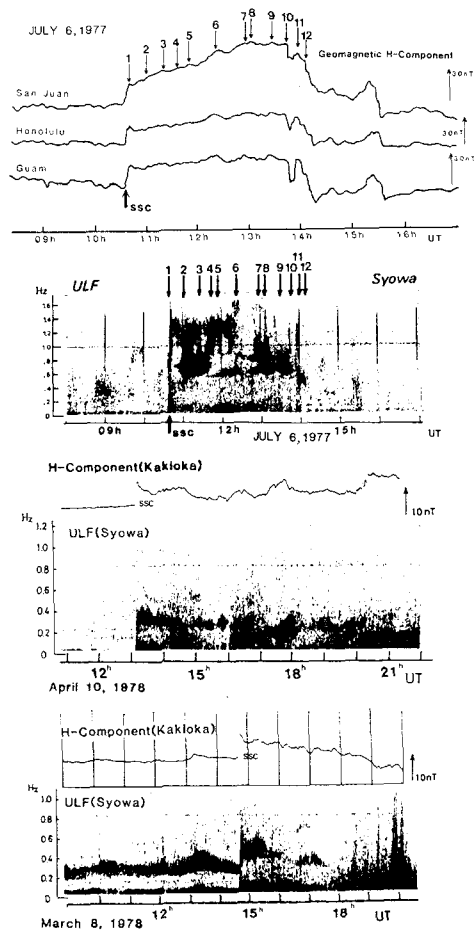 JULY 6,1977
1 2 3 4 5 6 7 8 9 10 11 12
Geomagnetic H-Component
San Juan
30nT
Honolulu
30nT
Guam
30nT
ssc
09h 10h 11h 12h 13h 14h 15h 16h UT
ULF
1 2 3 4 5 6 7 8 9 10 11 12
Syowa
Hz
1.6
1.4
1.2
1.0
.8
.6
.4
.2
0
09h ssc 12h JULY 6,1977 15h UT
H-Component(Kakioka)
ssc
10nT
Hz
1.2
ULF(Syowa)
1.0
0.8
0.6
0.4
0.2
0
12h 15h 18h 21h UT
April 10, 1978
H-Component(Kakioka)
ssc
10nT
Hz
1.0
ULF(Syowa)
0.8
0.6
0.4
0.2
0
12h 15h 18h UT
March 8, 1978